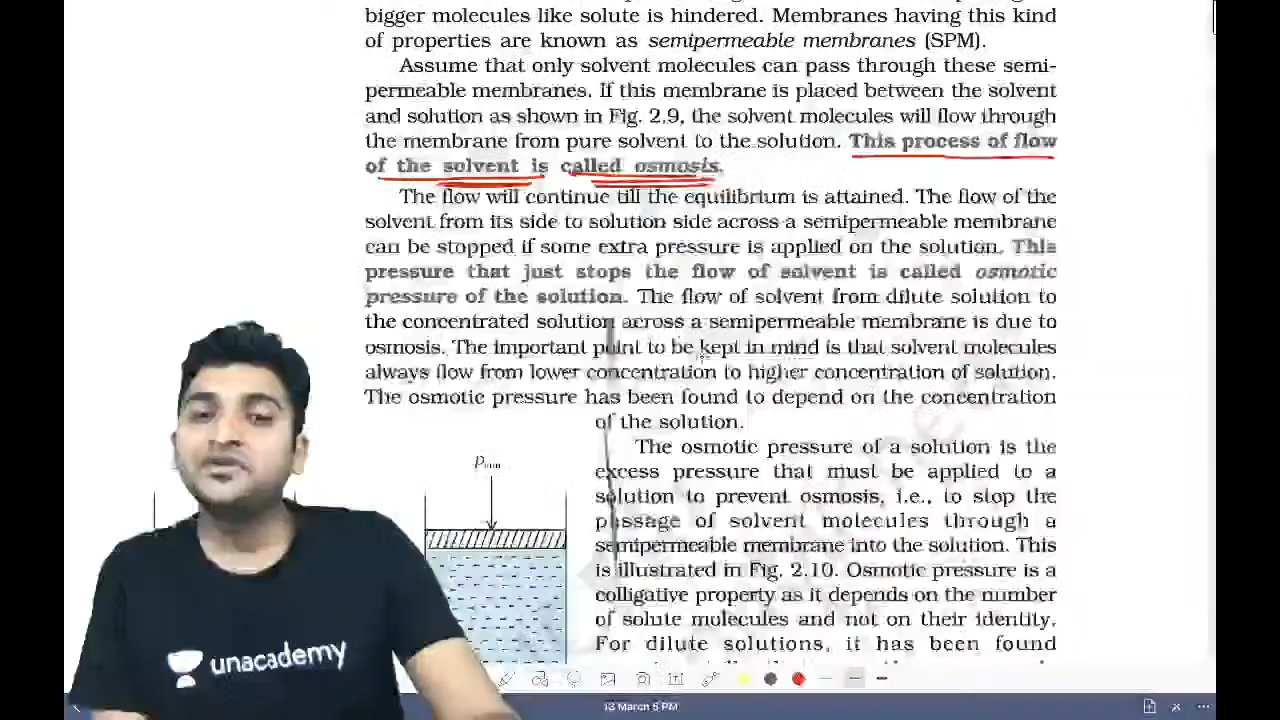 bigger molecules like solute is hindered. Membranes having this kind
of properties are known as semipermeable membranes (SPM).
Assume that only solvent molecules can pass through these semi-
permeable membranes. If this membrane is placed between the solvent
and solution as shown in Fig. 2.9, the solvent molecules will flow through
the membrane from pure solvent to the solution. This process of flow
of the solvent is called osmosis.
The flow will continue till the equilibrium is attained. The flow of the
solvent from its side to solution side across a semipermeable membrane
can be stopped if some extra pressure is applied on the solution. This
pressure that just stops the flow of solvent is called osmotic
pressure of the solution. The flow of solvent from dilute solution to
the concentrated solution across a semipermeable membrane is due to
osmosis. The important point to be kept in mind is that solvent molecules
always flow from lower concentration to higher concentration of solution.
The osmotic pressure has been found to depend on the concentration
of the solution.
The osmotic pressure of a solution is the
excess pressure that must be applied to a
solution to prevent osmosis, i.e., to stop the
passage of solvent molecules through a
semipermeable membrane into the solution. This
is illustrated in Fig. 2.10. Osmotic pressure is a
colligative property as it depends on the number
of solute molecules and not on their identity.
For dilute solutions, it has been found
unacademy
13 March 5 PM